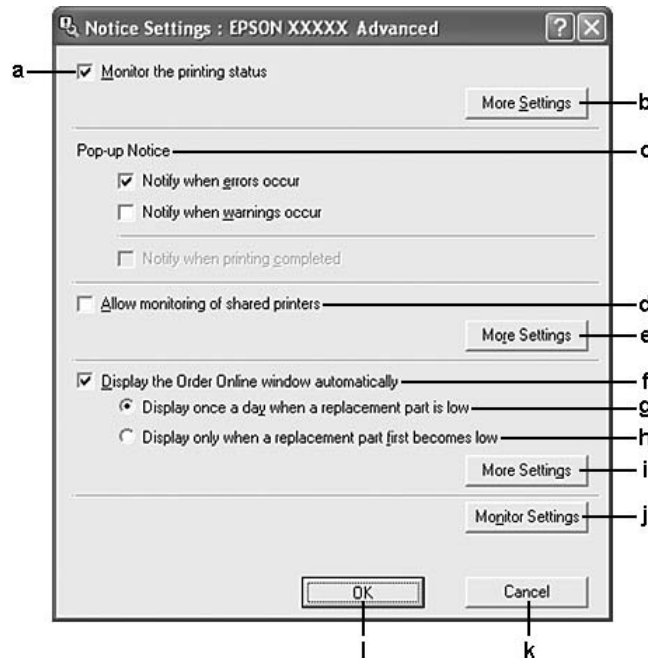 Notice Settings : EPSON XXXXX Advanced
a Monitor the printing status
More Settings b
Pop-up Notice c
Notify when errors occur
Notify when warnings occur
Notify when printing completed
Allow monitoring of shared printers d
More Settings e
Display the Order Online window automatically f
Display once a day when a replacement part is low g
Display only when a replacement part first becomes low h
More Settings i
Monitor Settings j
OK Cancel
l k